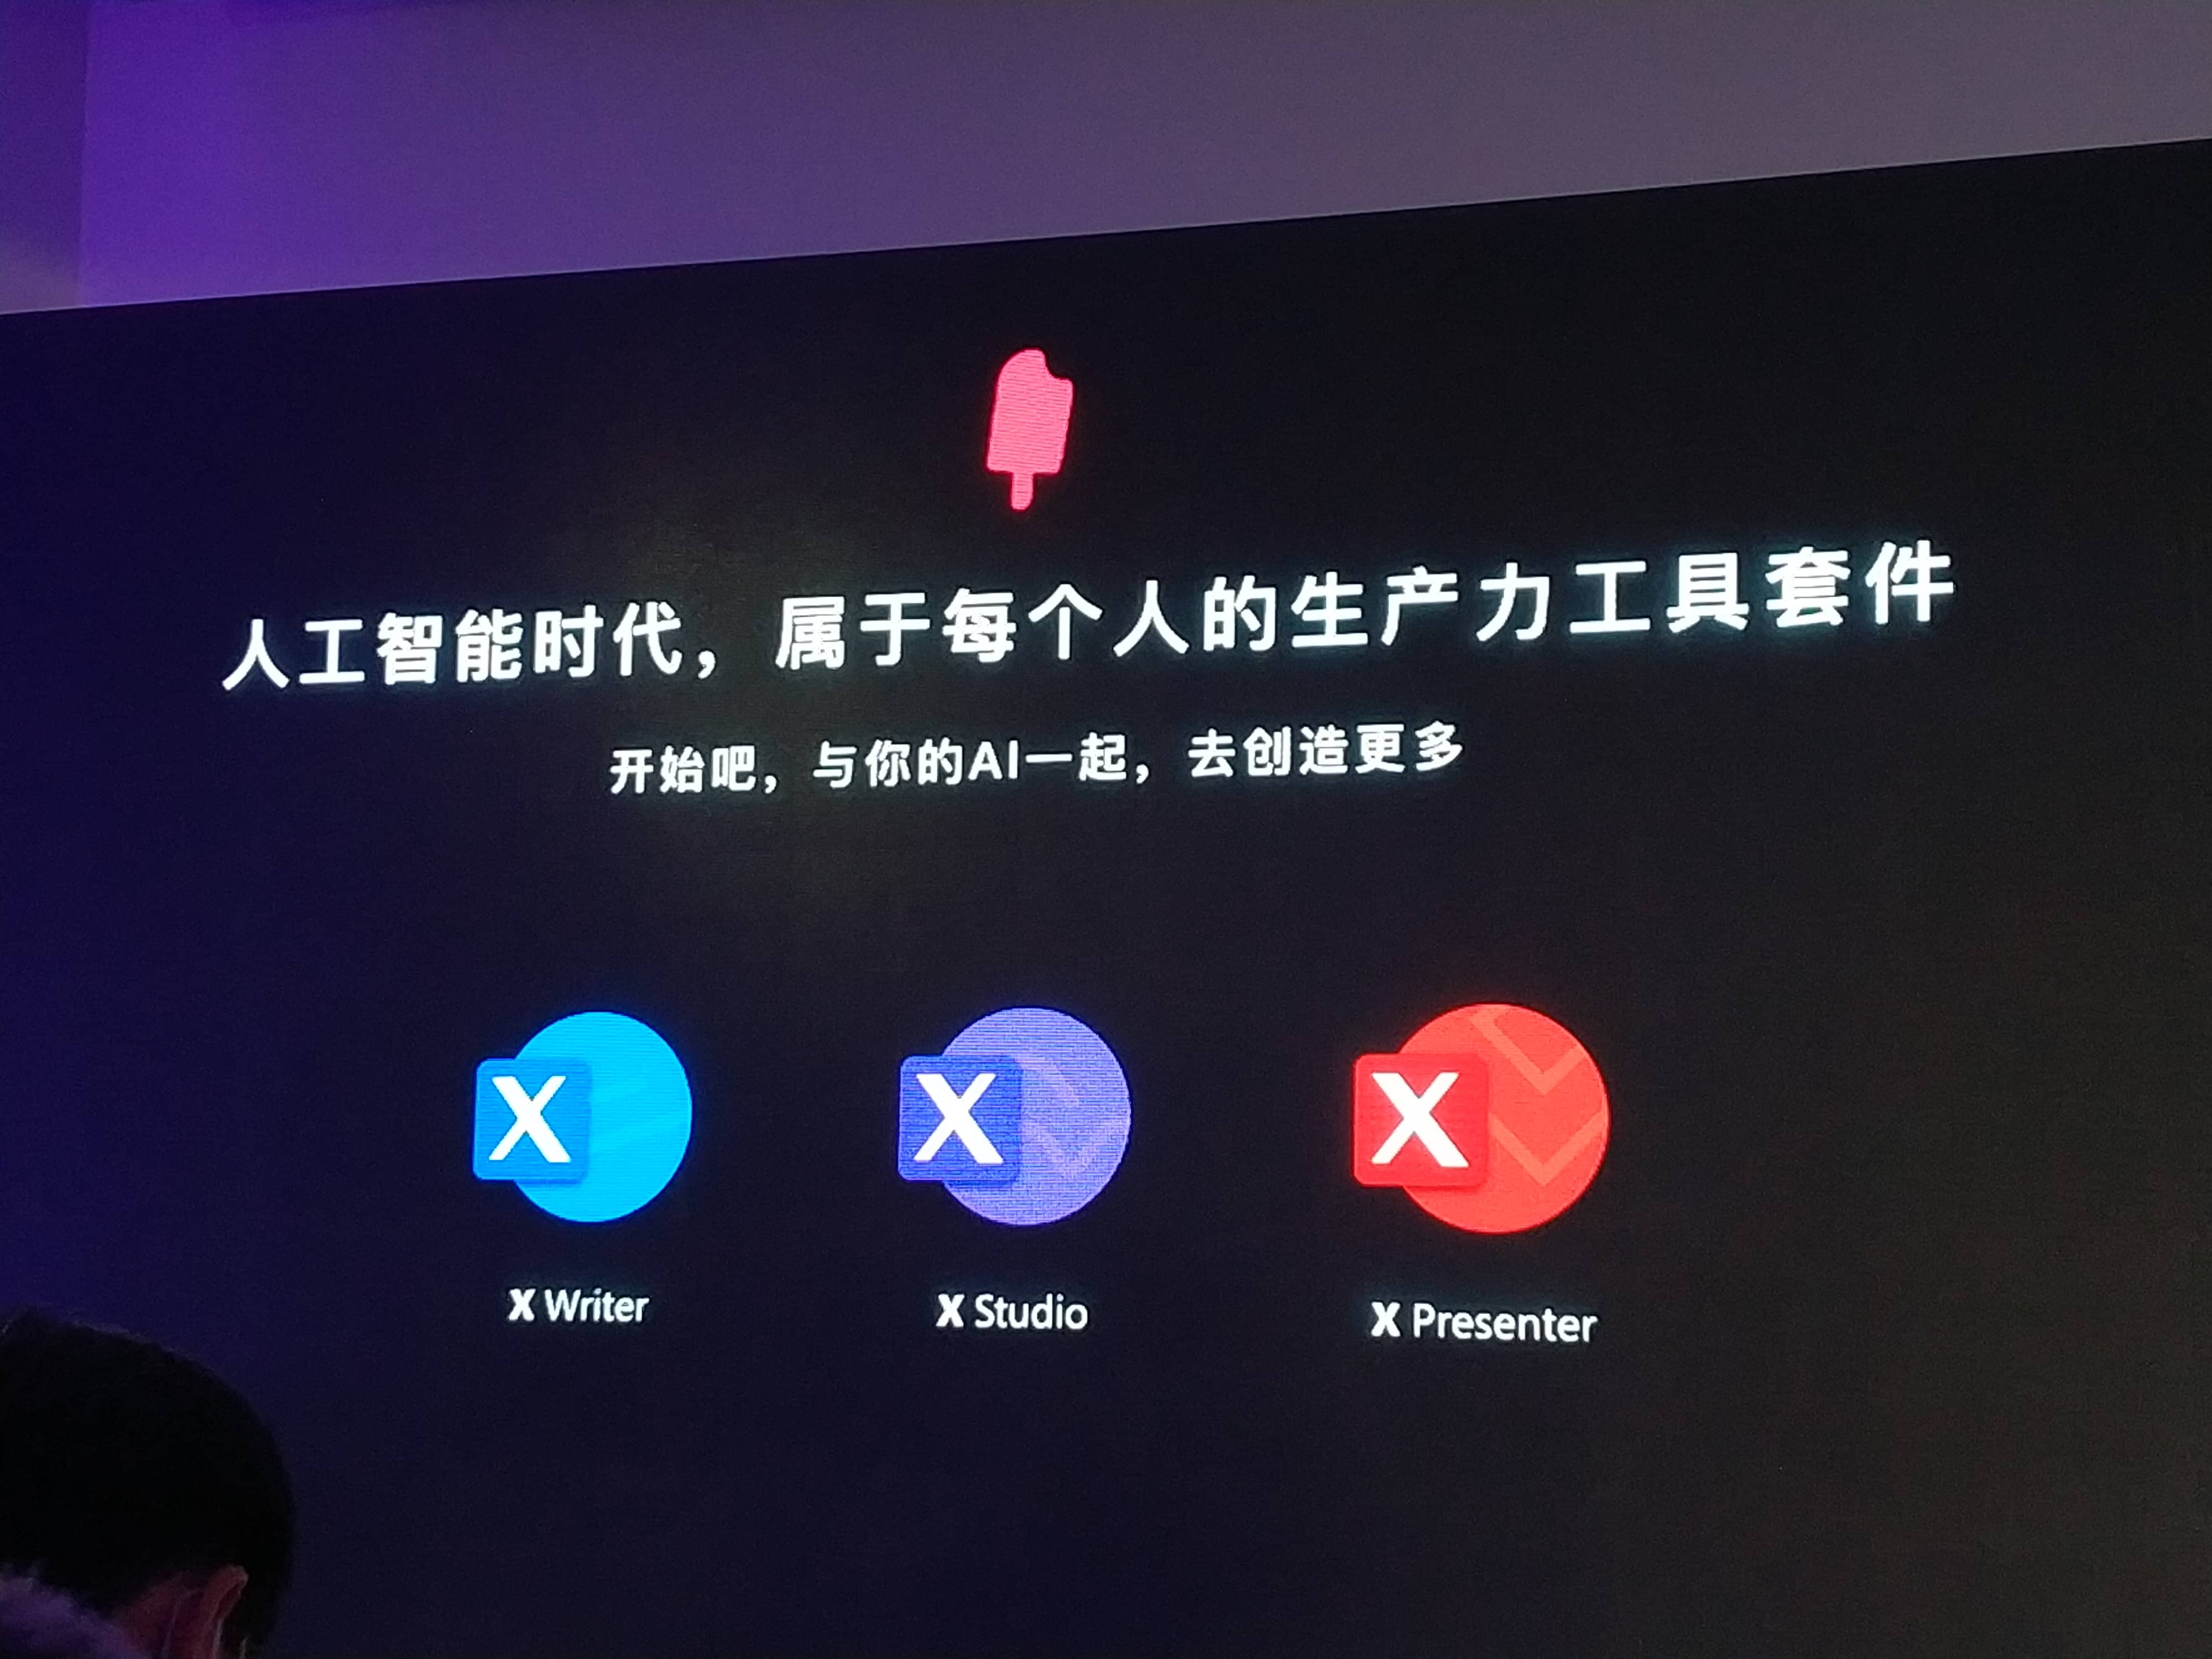 人工智能时代，属于每个人的生产力工具套件
开始吧，与你的AI一起，去创造更多
X
X
X
X Writer
X Studio
X Presenter